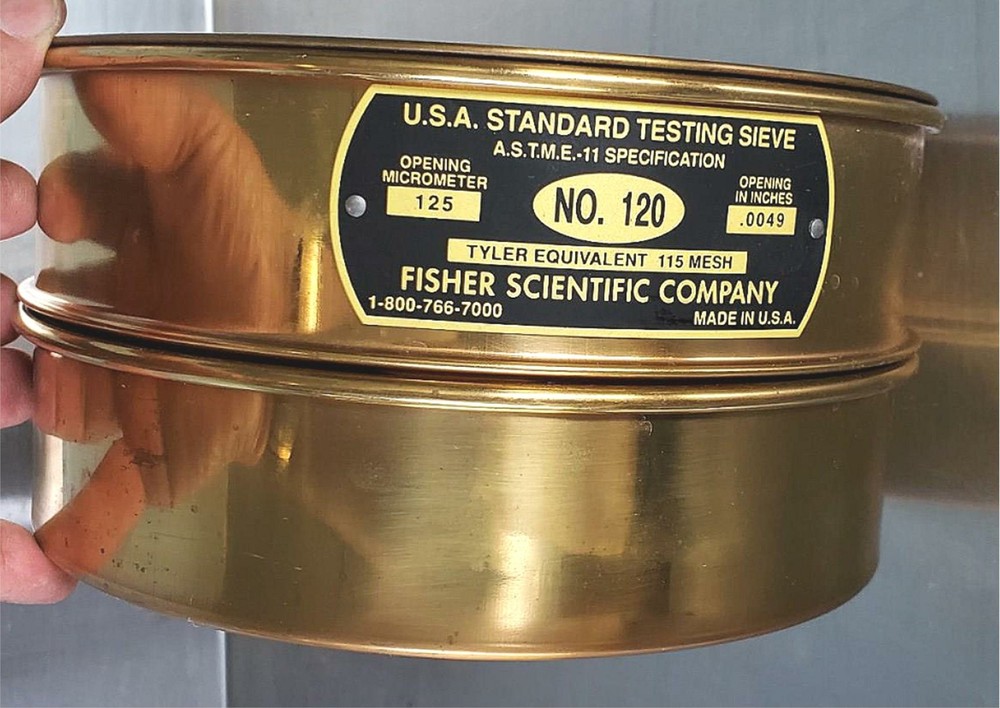 U.S.A. STANDARD TESTING SIEVE
A.S.T.M.E.-11 SPECIFICATION
OPENING
MICROMETER
125
NO. 120
OPENING
IN INCHES
.0049
TYLER EQUIVALENT 115 MESH
FISHER SCIENTIFIC COMPANY
1-800-766-7000
MADE IN U.S.A.